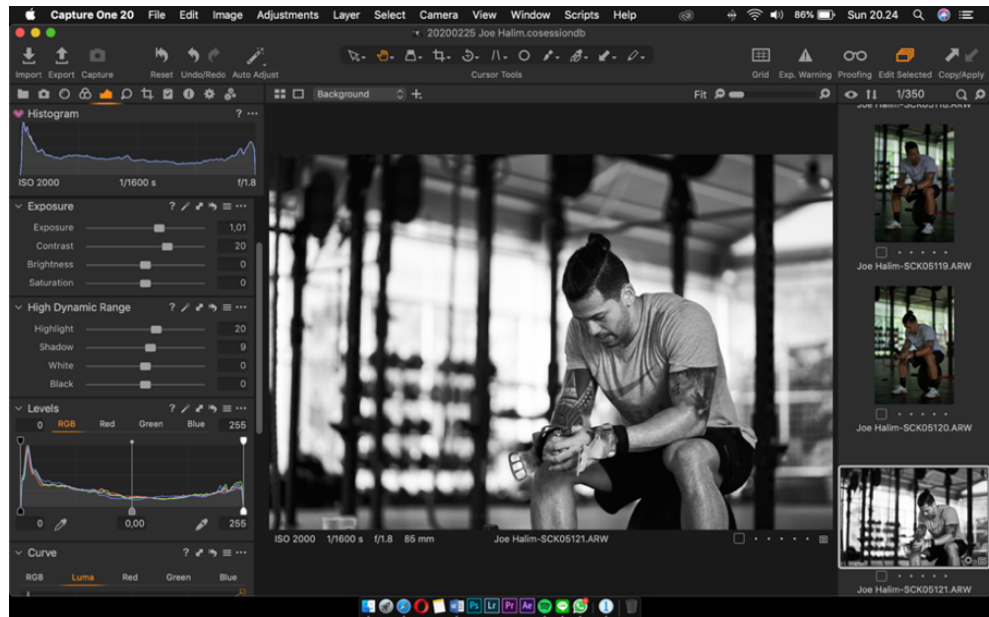 Capture One 20 File Edit Image Adjustments Layer Select Camera View Window Scripts Help 86% Sun 20.24
20200225 Joe Halim.cosessiondb
Import Export Capture Reset Undo/Redo Auto Adjust Cursor Tools Grid Exp. Warning Proofing Edit Selected Copy/Apply
Background Fit 1/350
Histogram ? ...
ISO 2000 1/1600 s f/1.8
Exposure ? ...
Exposure 1,01
Contrast 20
Brightness 0
Saturation 0
High Dynamic Range ? ...
Highlight 20
Shadow 9
White 0
Black 0
Levels ? ...
0 RGB Red Green Blue 255
0 0,00 255
Curve ? ...
RGB Luma Red Green Blue
ISO 2000 1/1600 s f/1.8 85 mm Joe Halim-SCK05121.ARW
Joe Halim-SCK05119.ARW
Joe Halim-SCK05120.ARW
Joe Halim-SCK05121.ARW
Ps Lr Pr Ae